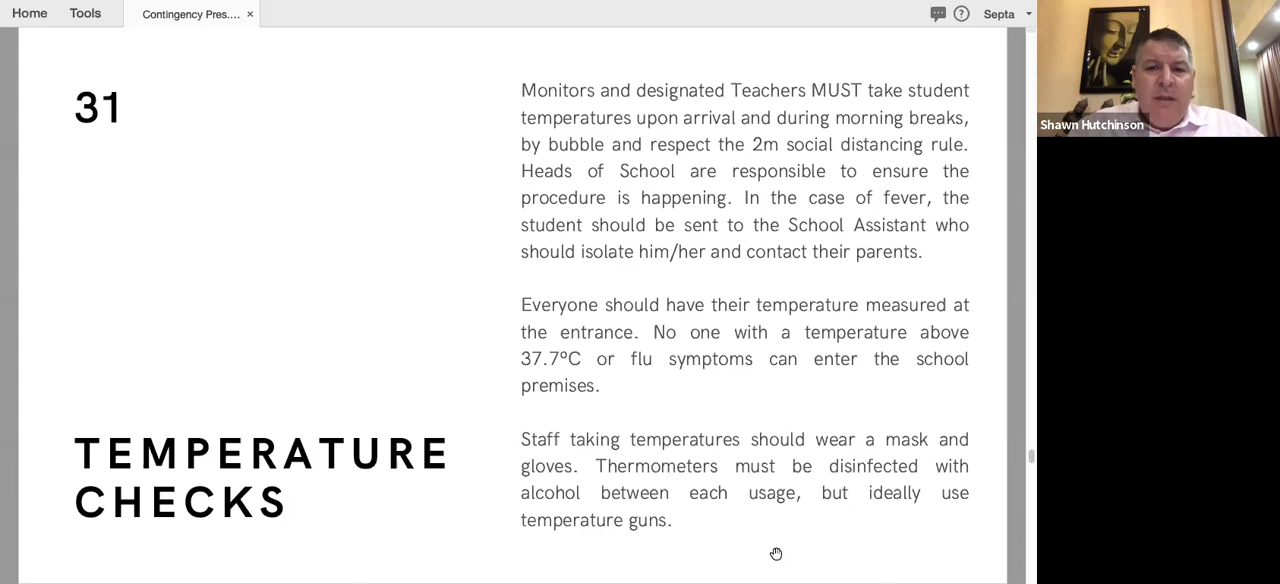 Home Tools Contingency Pres.... × ? Septa
Shawn Hutchinson
31
TEMPERATURE
CHECKS
Monitors and designated Teachers MUST take student
temperatures upon arrival and during morning breaks,
by bubble and respect the 2m social distancing rule.
Heads of School are responsible to ensure the
procedure is happening. In the case of fever, the
student should be sent to the School Assistant who
should isolate him/her and contact their parents.
Everyone should have their temperature measured at
the entrance. No one with a temperature above
37.7ºC or flu symptoms can enter the school
premises.
Staff taking temperatures should wear a mask and
gloves. Thermometers must be disinfected with
alcohol between each usage, but ideally use
temperature guns.